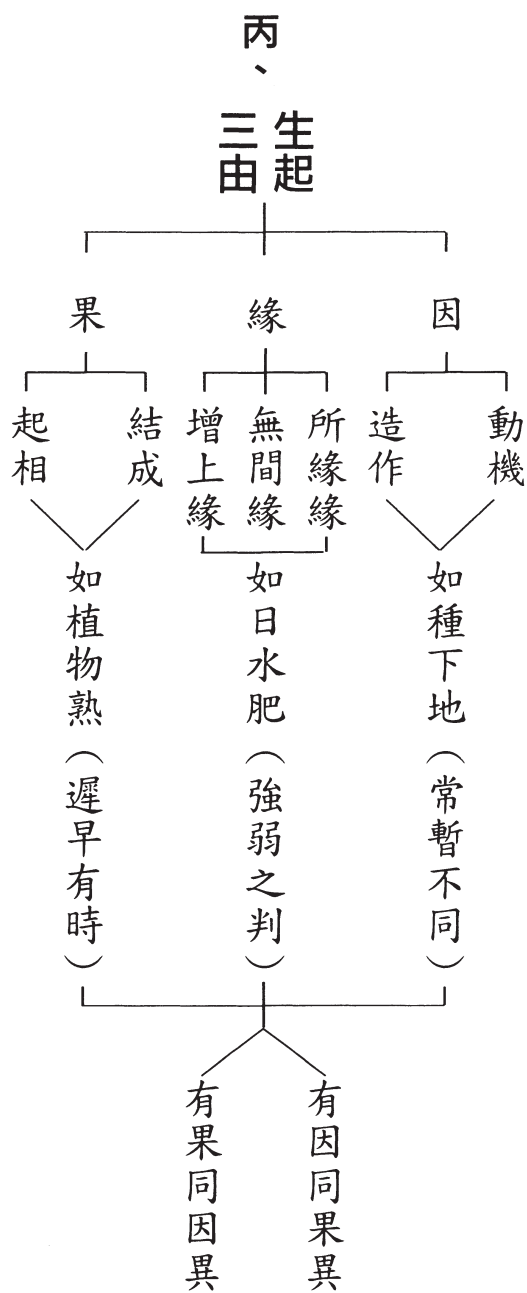 丙、
生起
三由
因
緣
果
動機
造作
所緣緣
無間緣
增上緣
結成
起相
如種下地（常暫不同）
如日水肥（強弱之判）
如植物熟（遲早有時）
有因同果異
有果同因異